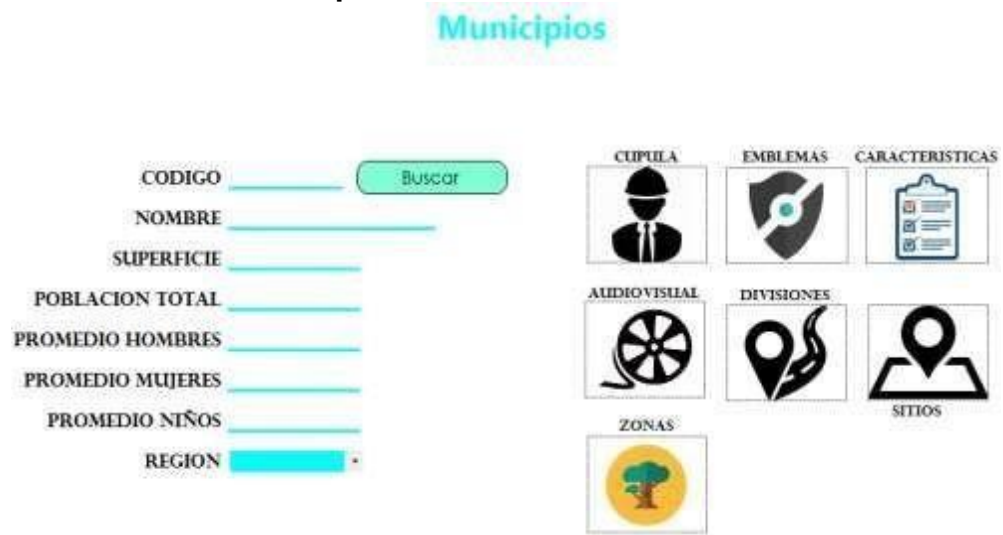 Municipios
CODIGO
Buscar
NOMBRE
SUPERFICIE
POBLACION TOTAL
PROMEDIO HOMBRES
PROMEDIO MUJERES
PROMEDIO NIÑOS
REGION
CUPULA
EMBLEMAS
CARACTERISTICAS
AUDIOVISUAL
DIVISIONES
SITIOS
ZONAS